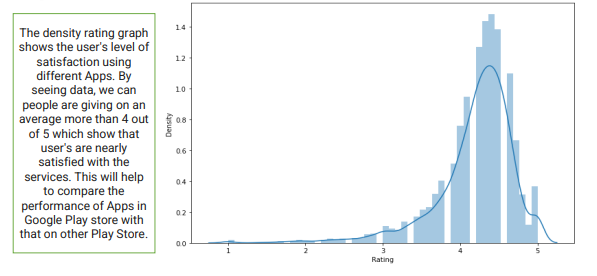 The density rating graph
shows the user's level of
satisfaction using
different Apps. By
seeing data, we can
people are giving on an
average more than 4 out
of 5 which show that
user's are nearly
satisfied with the
services. This will help
to compare the
performance of Apps in
Google Play store with
that on other Play Store.
1.4
1.2
1.0
0.8
0.6
0.4
0.2
0.0
Density
1 2 3 4 5
Rating